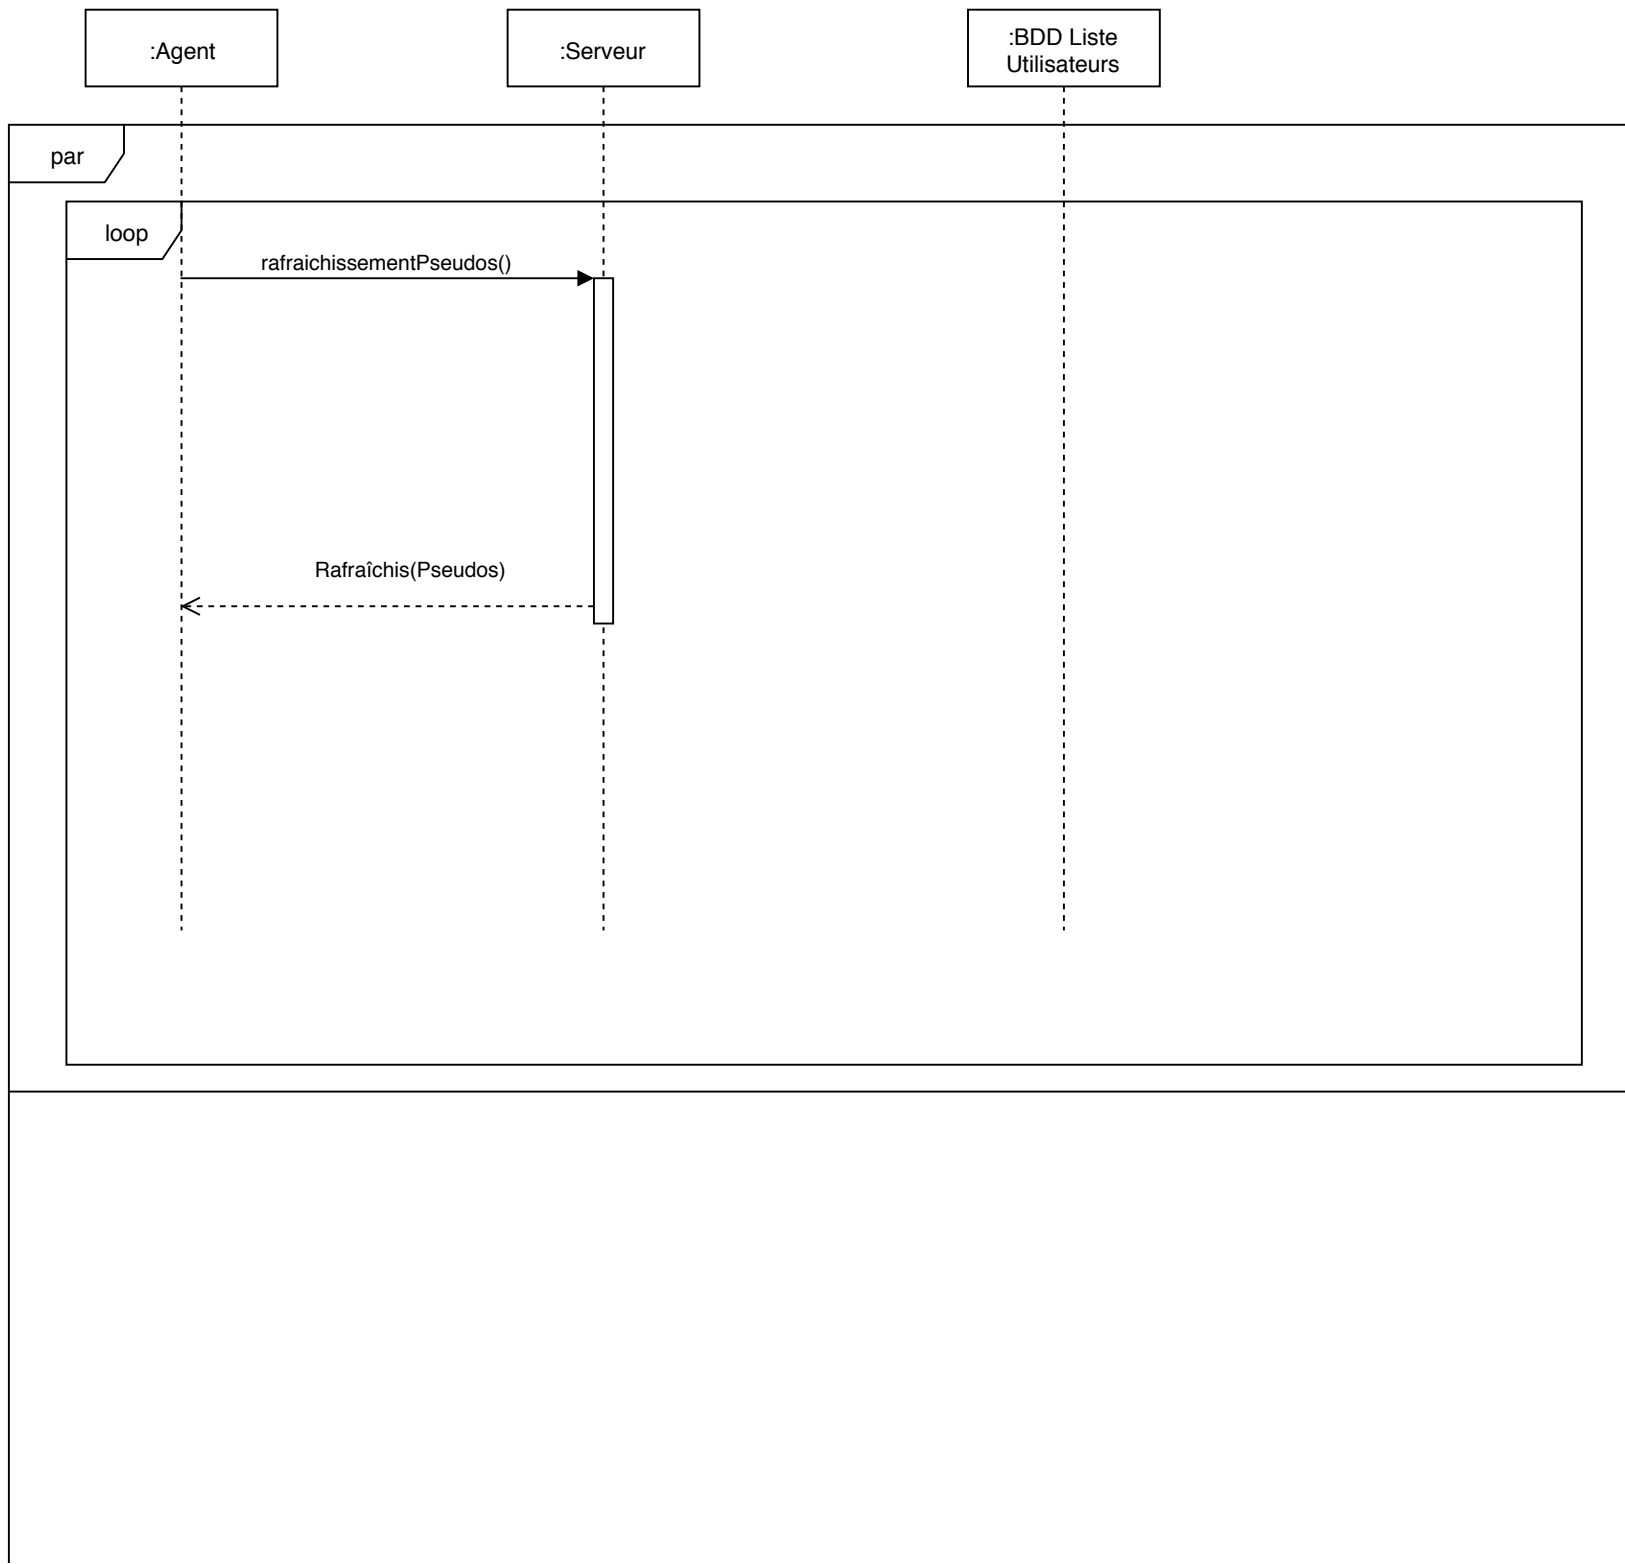 :Agent
:Serveur
:BDD Liste
Utilisateurs
par
loop
rafraichissementPseudos()
Rafraîchis(Pseudos)